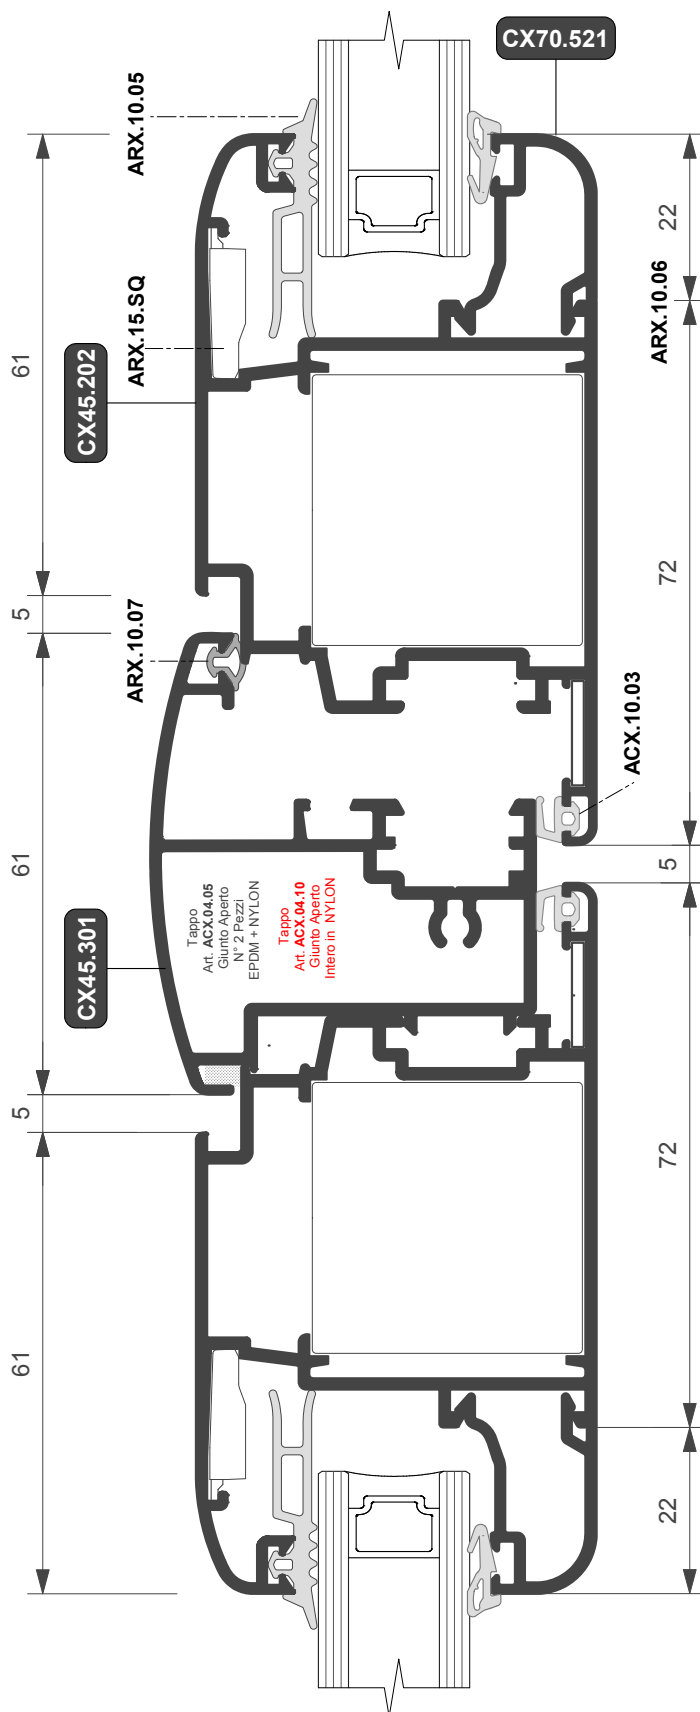 CX70.521
ARX.10.05
22
ARX.10.06
ARX.15.SQ
61
CX45.202
72
5
ARX.10.07
ACX.10.03
61
5
CX45.301
Tappo
Art. ACX.04.05
Giunto Aperto
N° 2 Pezzi
EPDM + NYLON
Tappo
Art. ACX.04.10
Giunto Aperto
Intero in NYLON
5
72
61
22